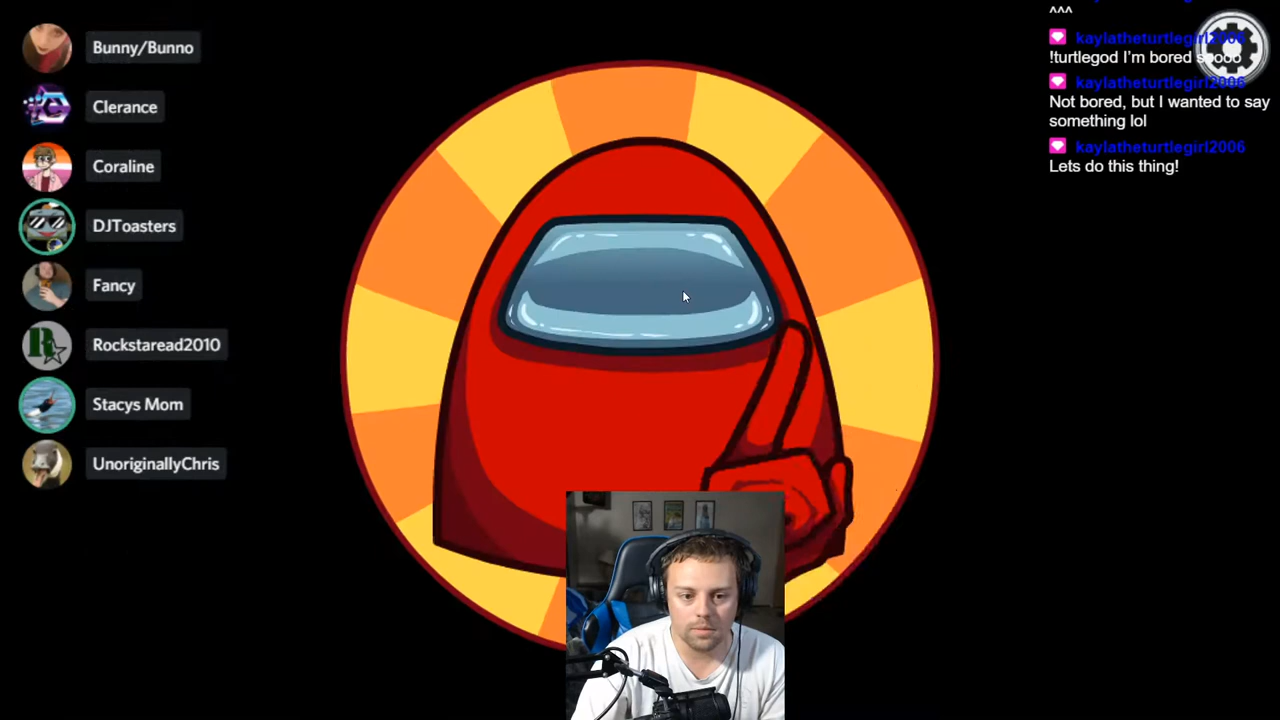 Bunny/Bunno
Clerance
Coraline
DJToasters
Fancy
Rockstaread2010
Stacys Mom
UnoriginallyChris
^^^
kaylatheturtlegirl2006
!turtlegod I'm bored soooo
kaylatheturtlegirl2006
Not bored, but I wanted to say
something lol
kaylatheturtlegirl2006
Lets do this thing!